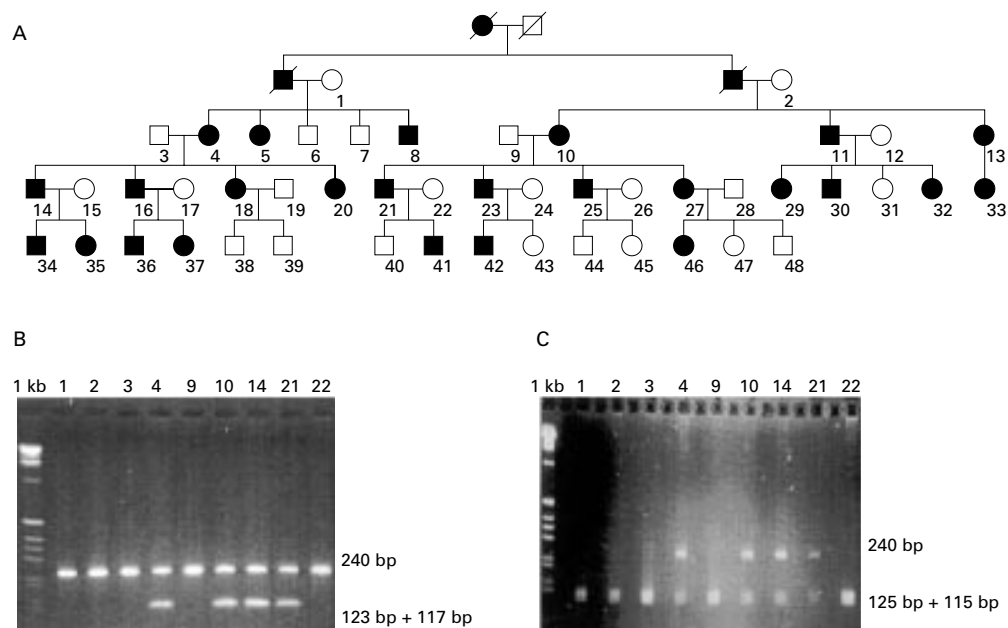 A
1 2
3 4 5 6 7 8 9 10 11 12 13
14 15 16 17 18 19 20 21 22 23 24 25 26 27 28 29 30 31 32 33
34 35 36 37 38 39 40 41 42 43 44 45 46 47 48
B
1 kb 1 2 3 4 9 10 14 21 22
240 bp
123 bp + 117 bp
C
1 kb 1 2 3 4 9 10 14 21 22
240 bp
125 bp + 115 bp